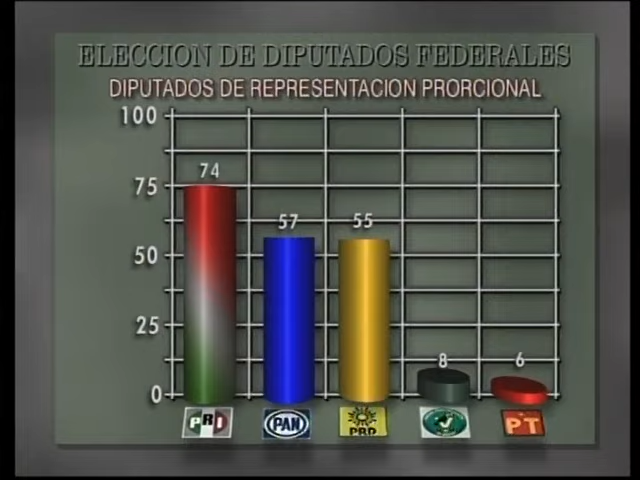 ELECCION DE DIPUTADOS FEDERALES
DIPUTADOS DE REPRESENTACION PRORCIONAL
100
75
50
25
0
74
57
55
8
6
PRI
PAN
PRD
PT